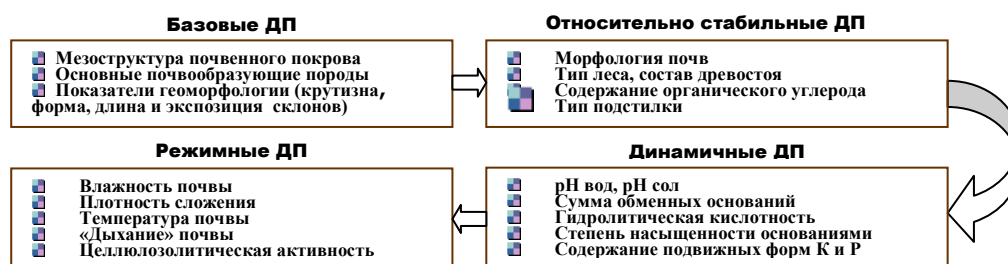 Базовые ДП
Мезоструктура почвенного покрова
Основные почвообразующие породы
Показатели геоморфологии (крутизна,
форма, длина и экспозиция склонов)
Относительно стабильные ДП
Морфология почв
Тип леса, состав древостоя
Содержание органического углерода
Тип подстилки
Режимные ДП
Влажность почвы
Плотность сложения
Температура почвы
«Дыхание» почвы
Целлюлозолитическая активность
Динамичные ДП
рН вод, рН сол
Сумма обменных оснований
Гидролитическая кислотность
Степень насыщенности основаниями
Содержание подвижных форм К и Р